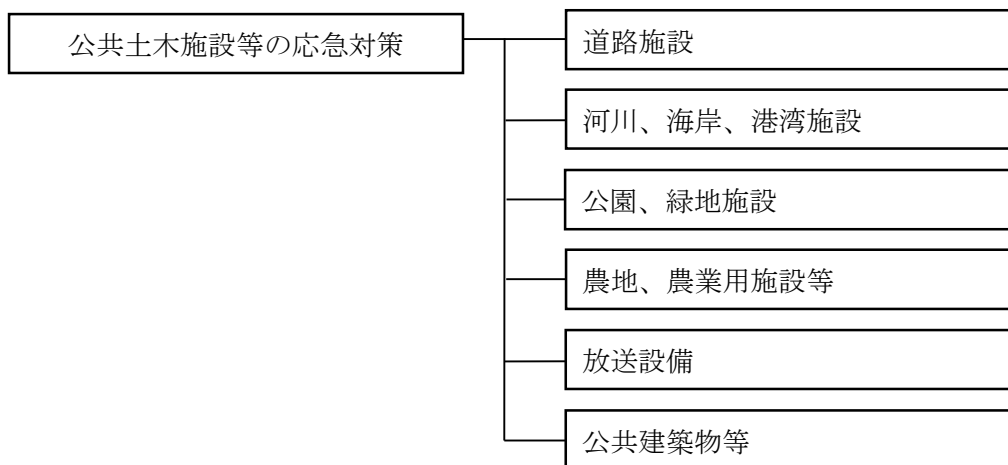 公共土木施設等の応急対策
道路施設
河川、海岸、港湾施設
公園、緑地施設
農地、農業用施設等
放送設備
公共建築物等